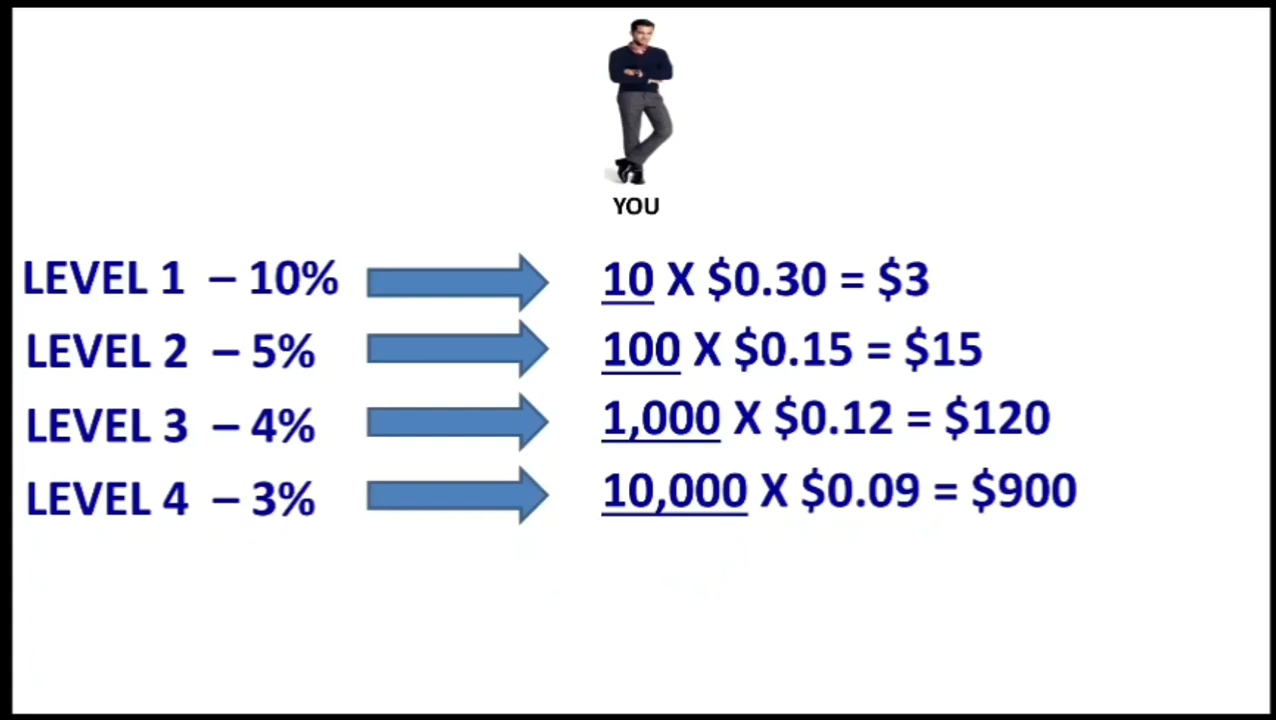 YOU
LEVEL 1 – 10% 10 X $0.30 = $3
LEVEL 2 – 5% 100 X $0.15 = $15
LEVEL 3 – 4% 1,000 X $0.12 = $120
LEVEL 4 – 3% 10,000 X $0.09 = $900